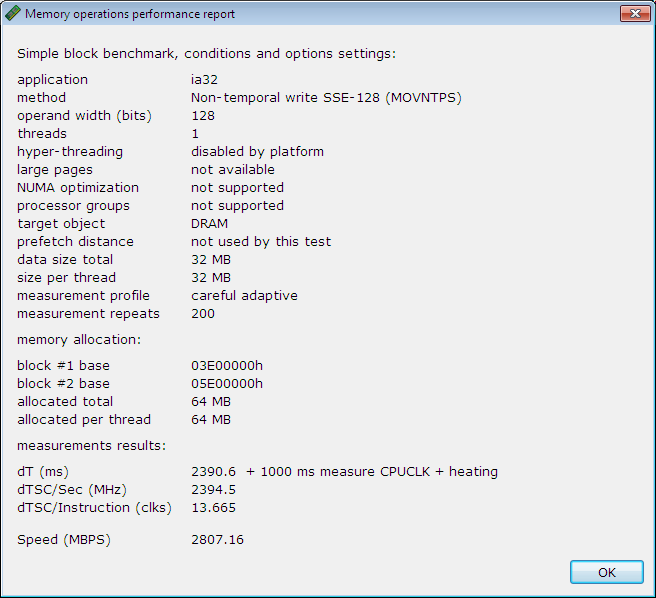 Memory operations performance report
Simple block benchmark, conditions and options settings:
application ia32
method Non-temporal write SSE-128 (MOVNTPS)
operand width (bits) 128
threads 1
hyper-threading disabled by platform
large pages not available
NUMA optimization not supported
processor groups not supported
target object DRAM
prefetch distance not used by this test
data size total 32 MB
size per thread 32 MB
measurement profile careful adaptive
measurement repeats 200
memory allocation:
block #1 base 03E00000h
block #2 base 05E00000h
allocated total 64 MB
allocated per thread 64 MB
measurements results:
dT (ms) 2390.6 + 1000 ms measure CPUCLK + heating
dTSC/Sec (MHz) 2394.5
dTSC/Instruction (clks) 13.665
Speed (MBPS) 2807.16
OK